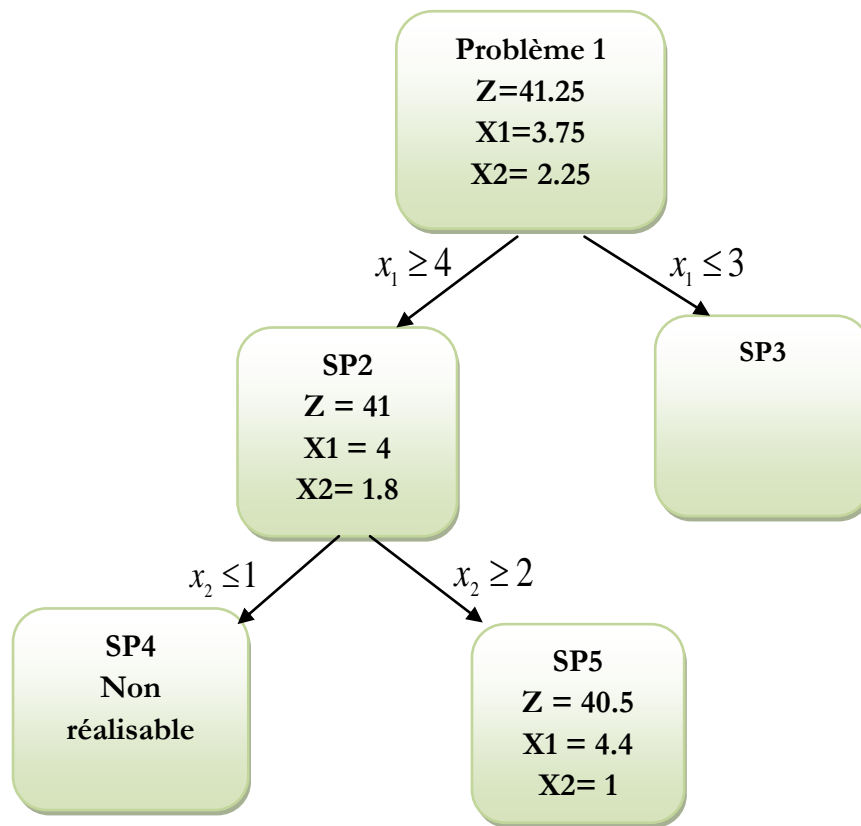 Problème 1
Z=41.25
X1=3.75
X2= 2.25
x₁ ≥ 4
x₁ ≤ 3
SP2
Z = 41
X1 = 4
X2= 1.8
SP3
x₂ ≤1
x₂ ≥ 2
SP4
Non
réalisable
SP5
Z = 40.5
X1 = 4.4
X2= 1